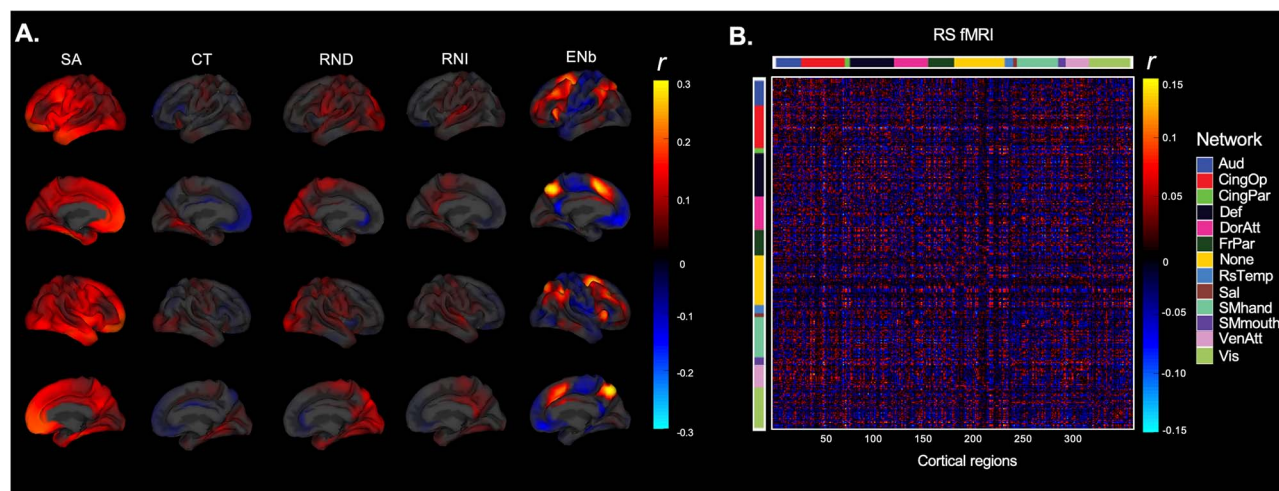 A.
SA CT RND RNI ENb
r
0.3
0.2
0.1
0
-0.1
-0.2
-0.3
B.
RS fMRI
r
0.15
0.10
0.05
0
-0.05
-0.10
-0.15
50 100 150 200 250 300
Cortical regions
Network
Aud
CingOp
CingPar
Def
DorAtt
FrPar
None
RsTemp
Sal
SMhand
SMmouth
VenAtt
Vis